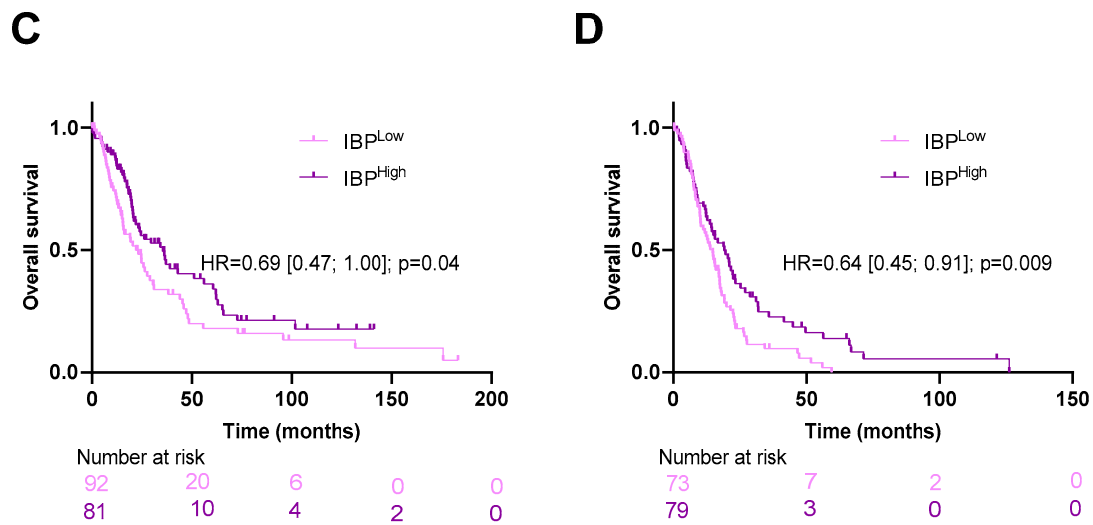 C
D
Overall survival
1.0
0.5
0.0
IBPLow
IBPHigh
HR=0.69 [0.47; 1.00]; p=0.04
0 50 100 150 200
Time (months)
Number at risk
92 20 6 0 0
81 10 4 2 0
Overall survival
1.0
0.5
0.0
IBPLow
IBPHigh
HR=0.64 [0.45; 0.91]; p=0.009
0 50 100 150
Time (months)
Number at risk
73 7 2 0
79 3 0 0